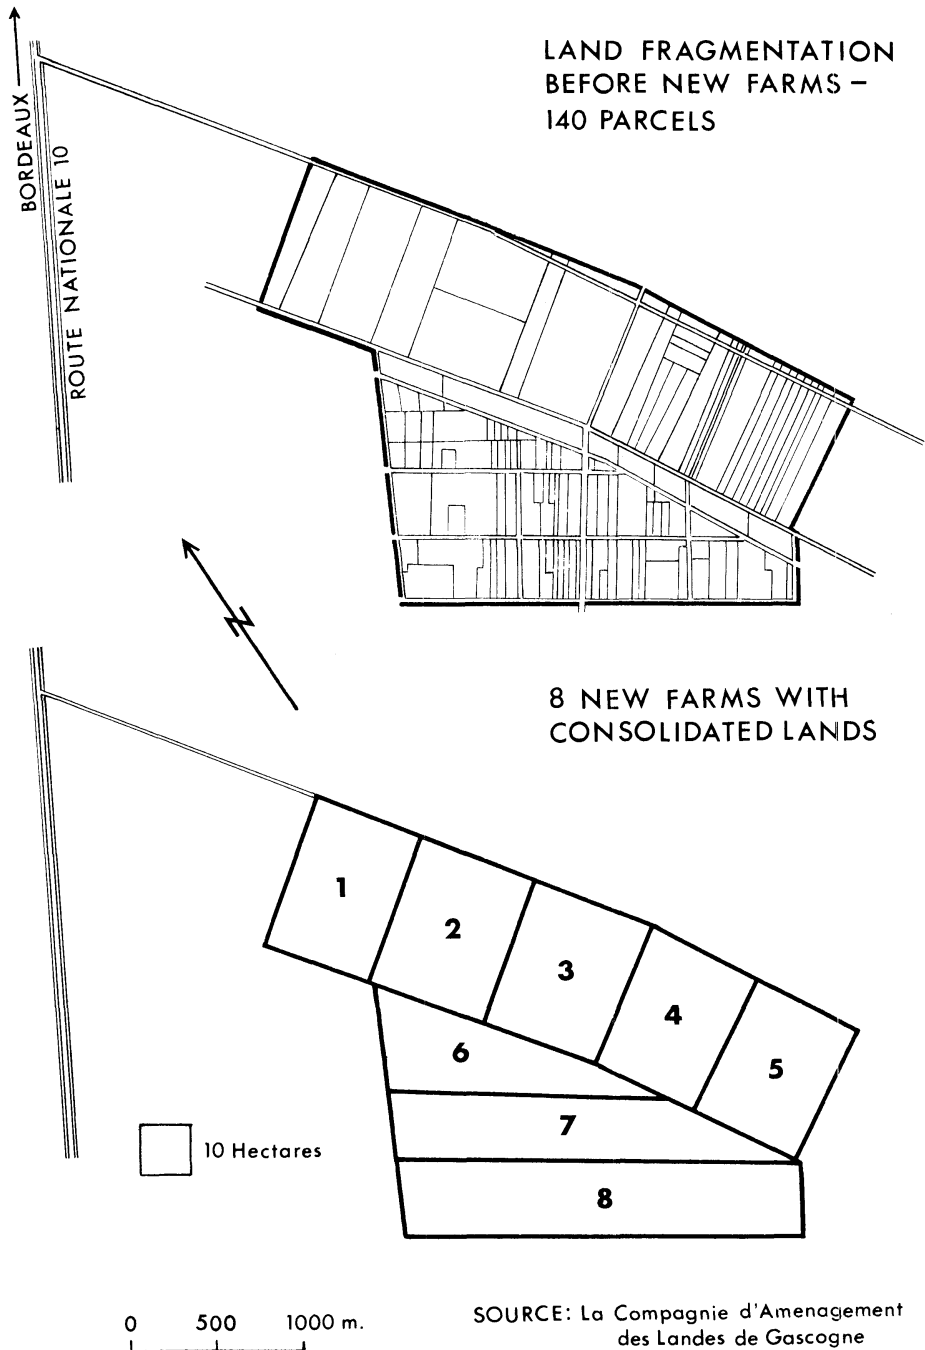 LAND FRAGMENTATION
BEFORE NEW FARMS –
140 PARCELS
BORDEAUX
ROUTE NATIONALE 10
N
8 NEW FARMS WITH
CONSOLIDATED LANDS
1
2
3
4
5
6
7
8
10 Hectares
0 500 1000 m.
SOURCE: La Compagnie d'Amenagement
des Landes de Gascogne